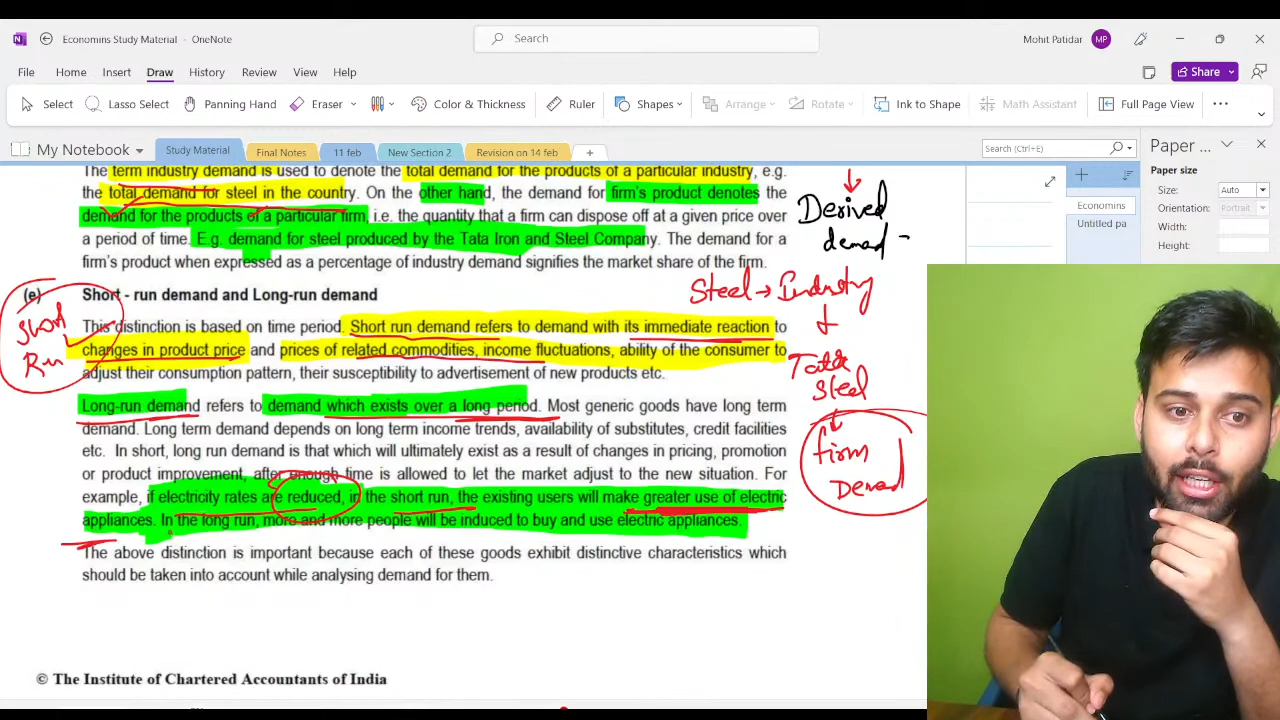 Economins Study Material - OneNote
Search
Mohit Patidar
MP
File Home Insert Draw History Review View Help
Share
Select Lasso Select Panning Hand Eraser Color & Thickness Ruler Shapes Arrange Rotate Ink to Shape Math Assistant Full Page View
My Notebook
Study Material
Final Notes
11 feb
New Section 2
Revision on 14 feb
Search (Ctrl+E)
Paper ...
The term industry demand is used to denote the total demand for the products of a particular industry, e.g.
the total demand for steel in the country. On the other hand, the demand for firm's product denotes the
demand for the products of a particular firm, i.e. the quantity that a firm can dispose off at a given price over
a period of time. E.g. demand for steel produced by the Tata Iron and Steel Company. The demand for a
firm's product when expressed as a percentage of industry demand signifies the market share of the firm.
(e) Short - run demand and Long-run demand
This distinction is based on time period. Short run demand refers to demand with its immediate reaction to
changes in product price and prices of related commodities, income fluctuations, ability of the consumer to
adjust their consumption pattern, their susceptibility to advertisement of new products etc.
Long-run demand refers to demand which exists over a long period. Most generic goods have long term
demand. Long term demand depends on long term income trends, availability of substitutes, credit facilities
etc. In short, long run demand is that which will ultimately exist as a result of changes in pricing, promotion
or product improvement, after enough time is allowed to let the market adjust to the new situation. For
example, if electricity rates are reduced, in the short run, the existing users will make greater use of electric
appliances. In the long run, more and more people will be induced to buy and use electric appliances.
The above distinction is important because each of these goods exhibit distinctive characteristics which
should be taken into account while analysing demand for them.
© The Institute of Chartered Accountants of India
Short
Run
Derived
demand
Steel → Industry
Tata
Steel
firm
Demand
Economics
Untitled pa
Size: Auto
Orientation: Portrait
Width:
Height: